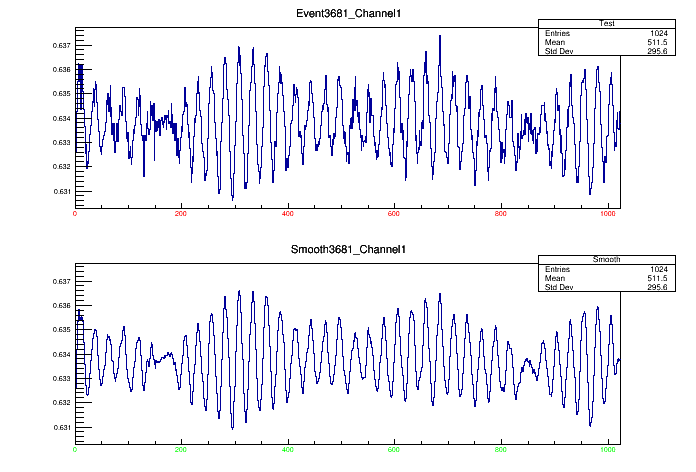 Event3681_Channel1
Test
Entries 1024
Mean 511.5
Std Dev 295.6
0.637
0.636
0.635
0.634
0.633
0.632
0.631
0 200 400 600 800 1000
Smooth3681_Channel1
Smooth
Entries 1024
Mean 511.5
Std Dev 295.6
0.637
0.636
0.635
0.634
0.633
0.632
0.631
0 200 400 600 800 1000